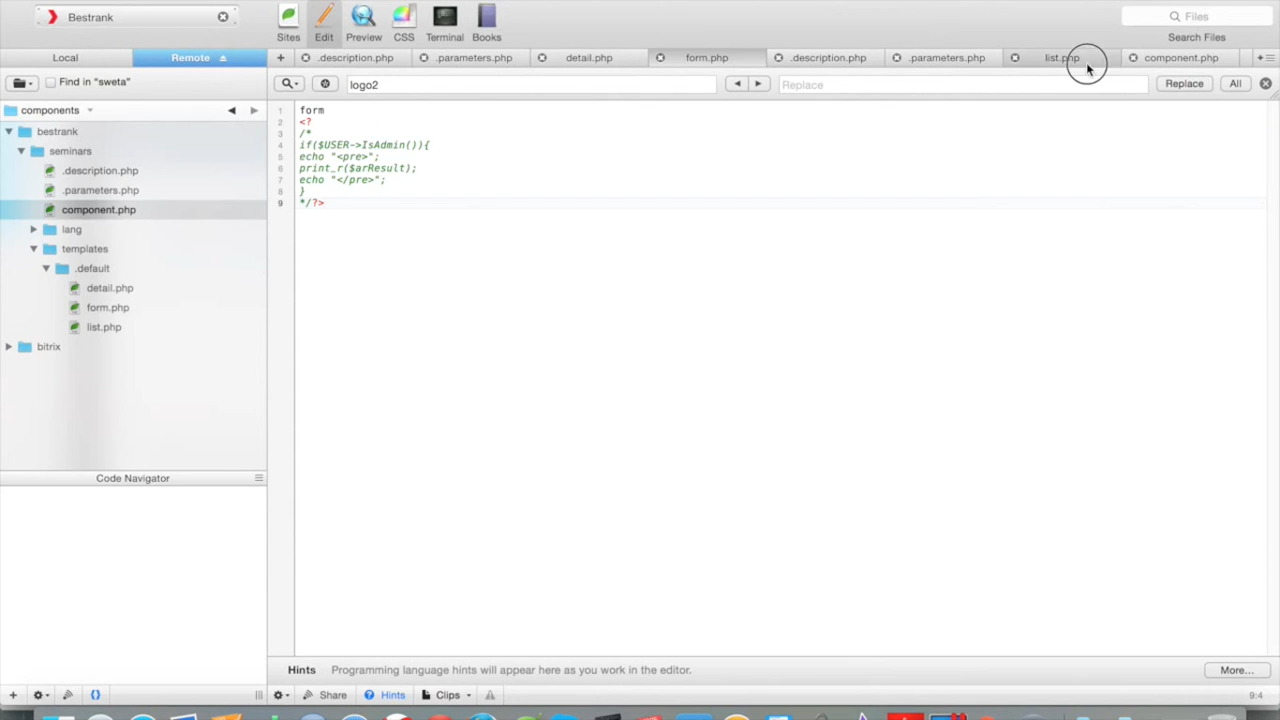 Bestrank
Sites
Edit
Preview
CSS
Terminal
Books
Files
Search Files
Local
Remote
.description.php
.parameters.php
detail.php
form.php
.description.php
.parameters.php
list.php
component.php
Find in "sweta"
logo2
Replace
Replace
All
components
bestrank
seminars
.description.php
.parameters.php
component.php
lang
templates
.default
detail.php
form.php
list.php
bitrix
1 form
2 <?
3 /*
4 if($USER->IsAdmin()){
5 echo "<pre>";
6 print_r($arResult);
7 echo "</pre>";
8 }
9 */?>
Code Navigator
Hints Programming language hints will appear here as you work in the editor.
More...
Share
Hints
Clips
9:4